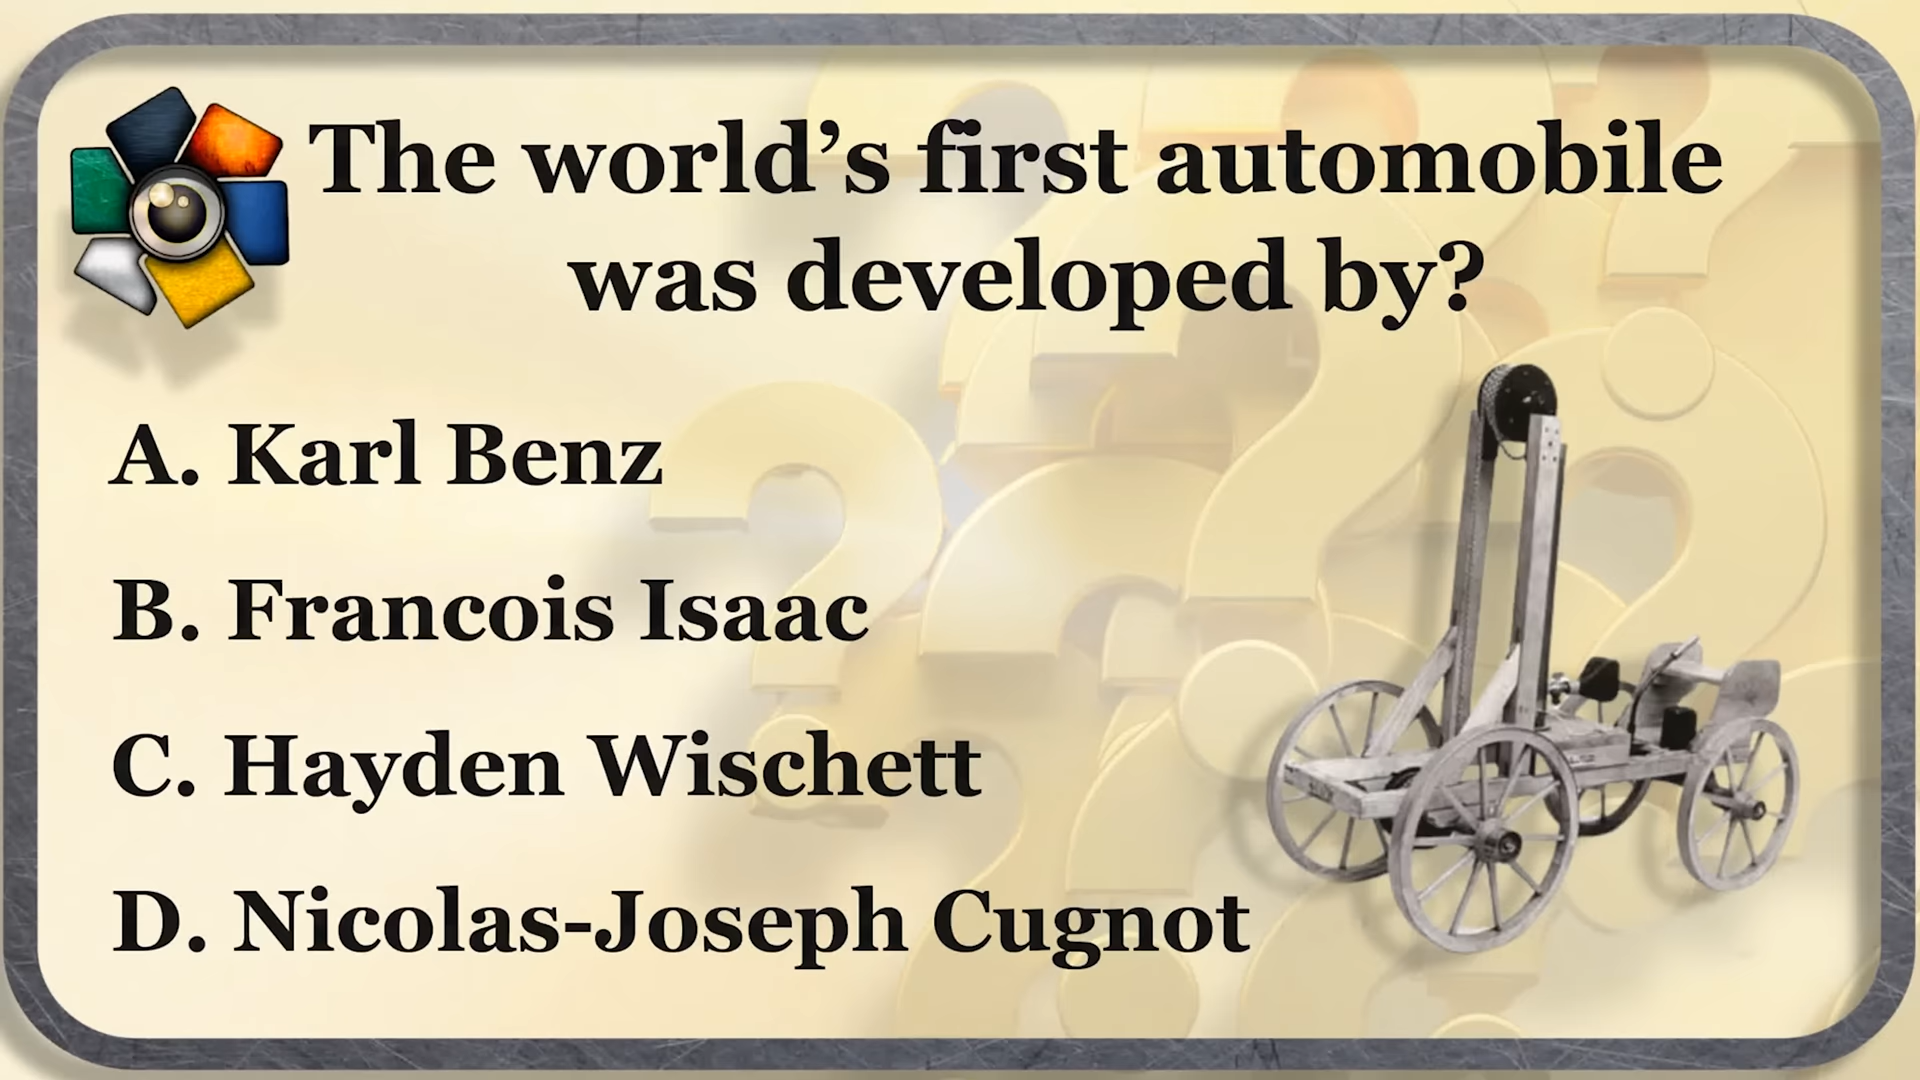 The world’s first automobile
was developed by?
A. Karl Benz
B. Francois Isaac
C. Hayden Wischett
D. Nicolas-Joseph Cugnot